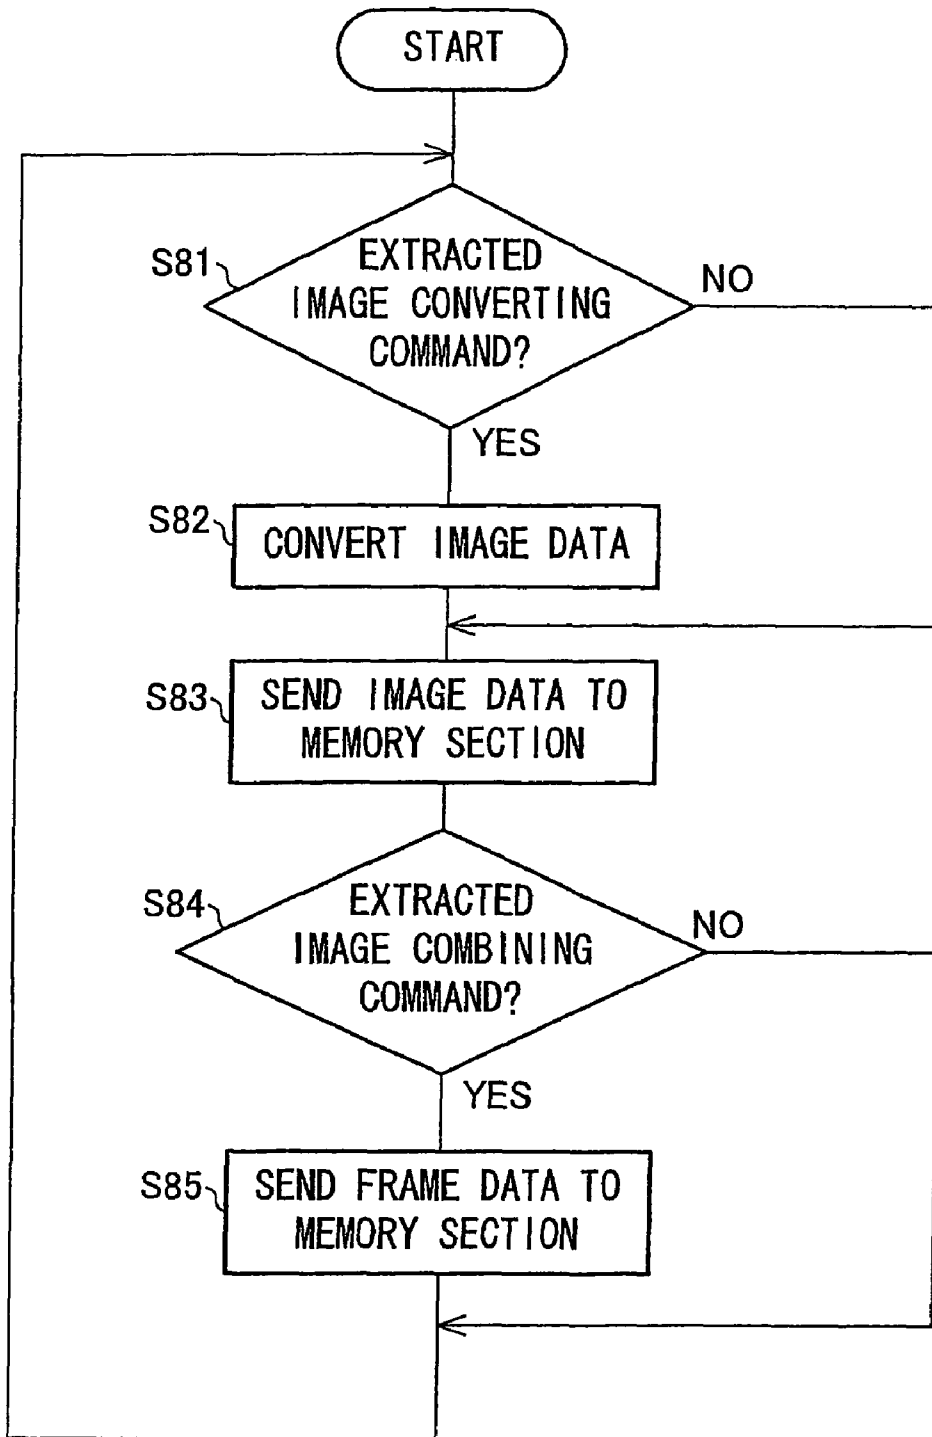 START
S81
EXTRACTED
IMAGE CONVERTING
COMMAND?
NO
YES
S82
CONVERT IMAGE DATA
S83
SEND IMAGE DATA TO
MEMORY SECTION
S84
EXTRACTED
IMAGE COMBINING
COMMAND?
NO
YES
S85
SEND FRAME DATA TO
MEMORY SECTION